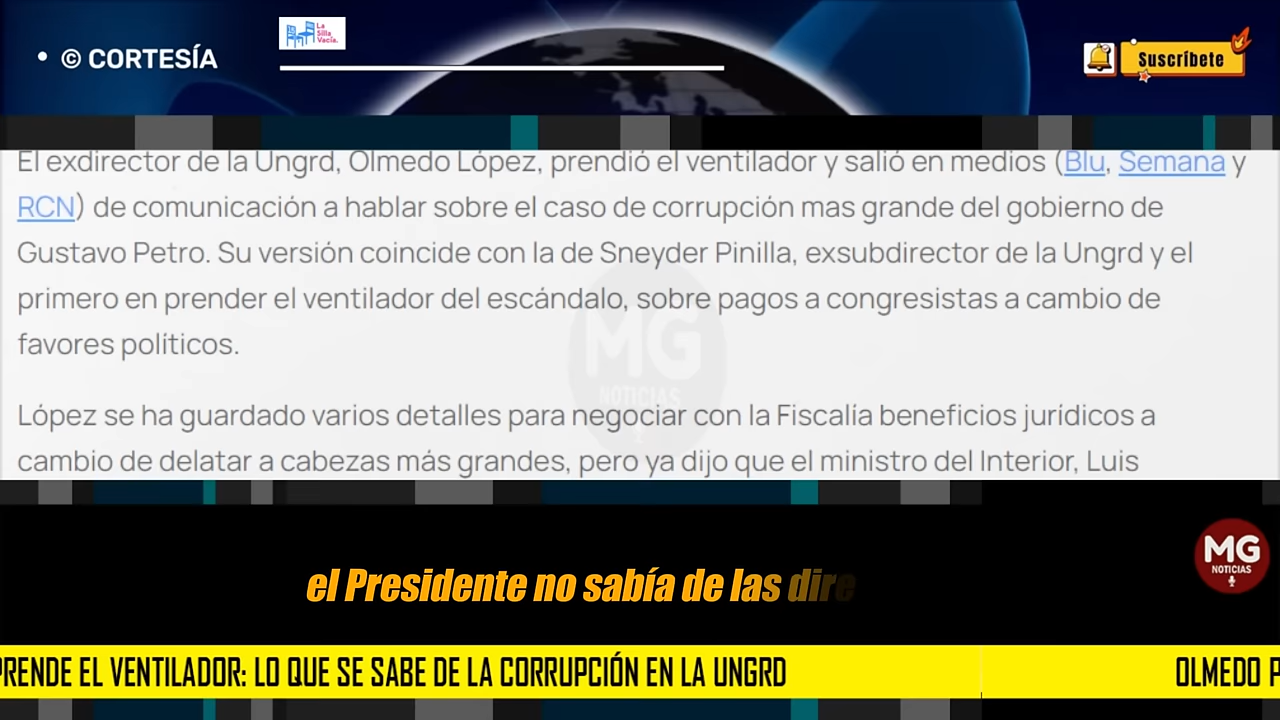 • © CORTESÍA
La
Silla
Vacía.
Suscríbete
El exdirector de la Ungrd, Olmedo López, prendió el ventilador y salió en medios (Blu, Semana y
RCN) de comunicación a hablar sobre el caso de corrupción mas grande del gobierno de
Gustavo Petro. Su versión coincide con la de Sneyder Pinilla, exsubdirector de la Ungrd y el
primero en prender el ventilador del escándalo, sobre pagos a congresistas a cambio de
favores políticos.
MG
NOTICIAS
López se ha guardado varios detalles para negociar con la Fiscalía beneficios jurídicos a
cambio de delatar a cabezas más grandes, pero ya dijo que el ministro del Interior, Luis
MG
NOTICIAS
el Presidente no sabía de las dire
PRENDE EL VENTILADOR: LO QUE SE SABE DE LA CORRUPCIÓN EN LA UNGRD OLMEDO P